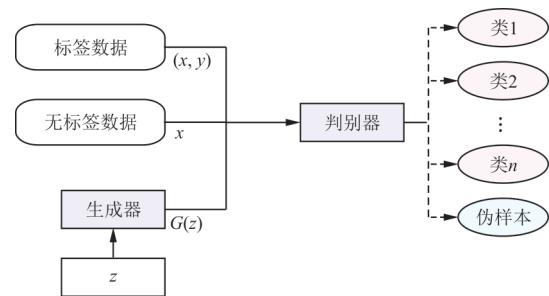 标签数据
(x, y)
无标签数据
x
生成器
G(z)
z
判别器
类1
类2
⋮
类n
伪样本